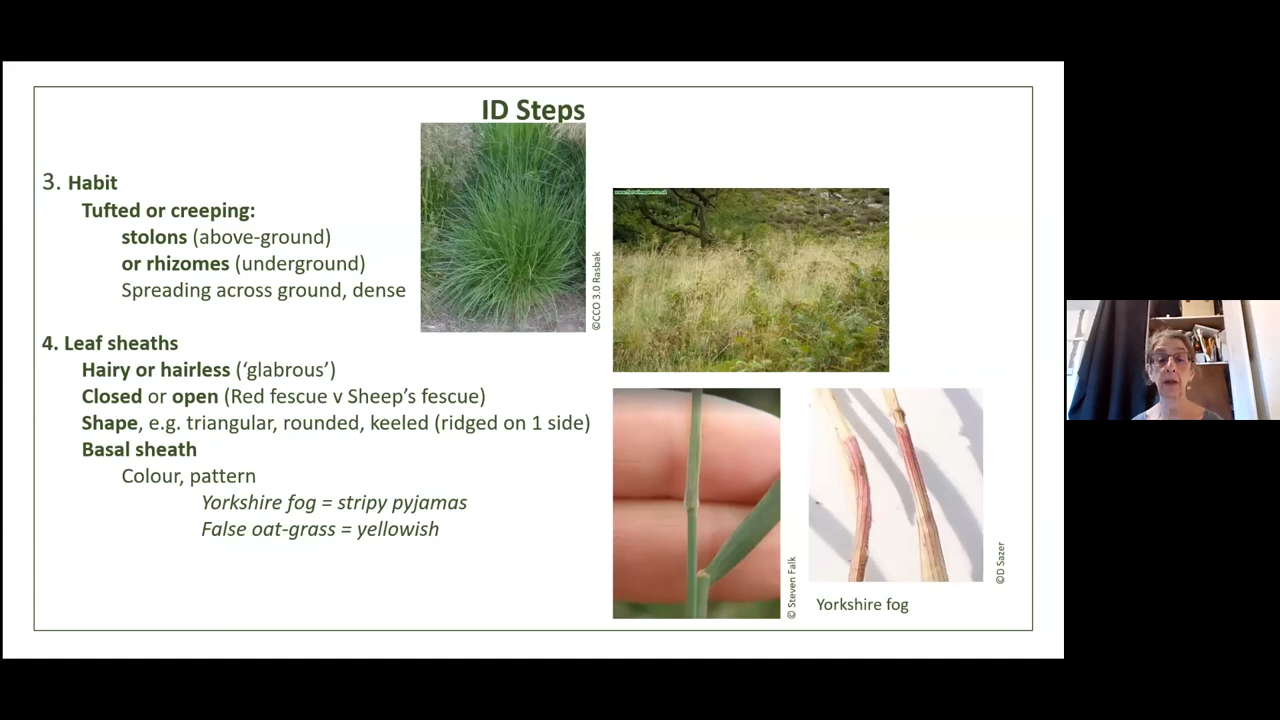 ID Steps
3. Habit
Tufted or creeping:
stolons (above-ground)
or rhizomes (underground)
Spreading across ground, dense
4. Leaf sheaths
Hairy or hairless (‘glabrous’)
Closed or open (Red fescue v Sheep’s fescue)
Shape, e.g. triangular, rounded, keeled (ridged on 1 side)
Basal sheath
Colour, pattern
Yorkshire fog = stripy pyjamas
False oat-grass = yellowish
©CC0 3.0 Rasbak
© Steven Falk
©D Sazer
Yorkshire fog